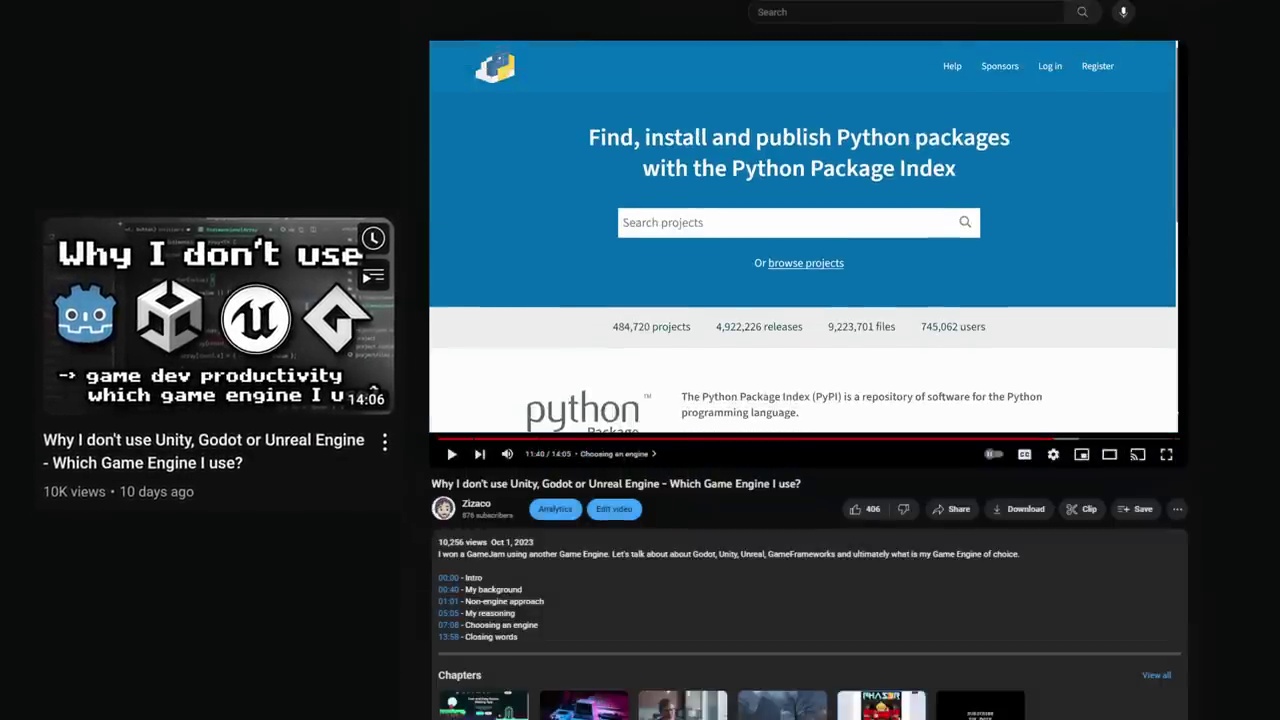 Search
Help
Sponsors
Log in
Register
Find, install and publish Python packages
with the Python Package Index
Search projects
Or browse projects
484,720 projects
4,922,226 releases
9,223,701 files
745,062 users
python
Package
TM
The Python Package Index (PyPI) is a repository of software for the Python
programming language.
Why I don't use
-> game dev productivity
which game engine I u
14:06
Why I don't use Unity, Godot or Unreal Engine
- Which Game Engine I use?
10K views • 10 days ago
11:40 / 14:05 • Choosing an engine
Why I don't use Unity, Godot or Unreal Engine - Which Game Engine I use?
Zizaco
876 subscribers
Analytics
Edit video
406
Share
Download
Clip
Save
10,256 views Oct 1, 2023
I won a GameJam using another Game Engine. Let's talk about about Godot, Unity, Unreal, GameFrameworks and ultimately what is my Game Engine of choice.
00:00 - Intro
00:40 - My background
01:01 - Non-engine approach
05:05 - My reasoning
07:08 - Choosing an engine
13:58 - Closing words
Chapters
View all
PHASER